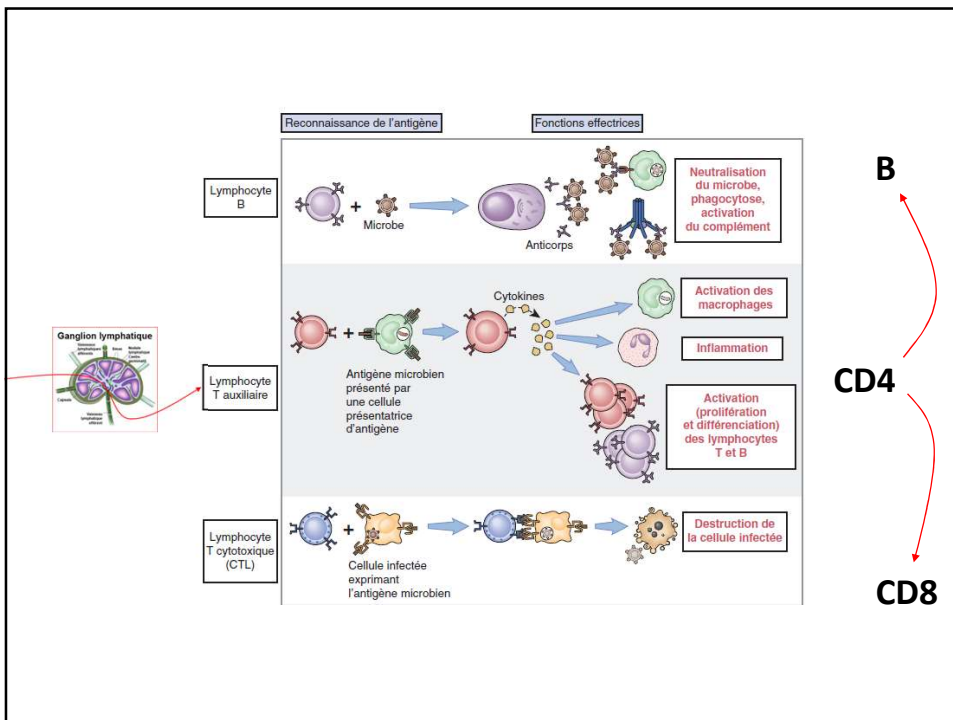 Reconnaissance de l'antigène
Fonctions effectrices
Lymphocyte
B
+
Microbe
Anticorps
Neutralisation
du microbe,
phagocytose,
activation
du complément
B
Ganglion lymphatique
Capsule
Lymphocyte
T auxiliaire
+
Antigène microbien
présenté par
une cellule
présentatrice
d'antigène
Cytokines
Activation des
macrophages
Inflammation
Activation
(prolifération
et différenciation)
des lymphocytes
T et B
CD4
Lymphocyte
T cytotoxique
(CTL)
+
Cellule infectée
exprimant
l'antigène microbien
Destruction de
la cellule infectée
CD8